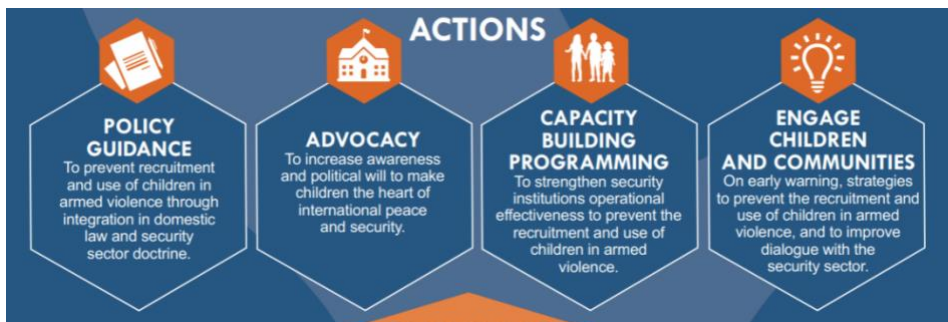 ACTIONS
POLICY
GUIDANCE
To prevent recruitment
and use of children in
armed violence through
integration in domestic
law and security
sector doctrine.
ADVOCACY
To increase awareness
and political will to make
children the heart of
international peace
and security.
CAPACITY
BUILDING
PROGRAMMING
To strengthen security
institutions operational
effectiveness to prevent the
recruitment and use of
children in armed
violence.
ENGAGE
CHILDREN
AND COMMUNITIES
On early warning, strategies
to prevent the recruitment and
use of children in armed
violence, and to improve
dialogue with the
security sector.